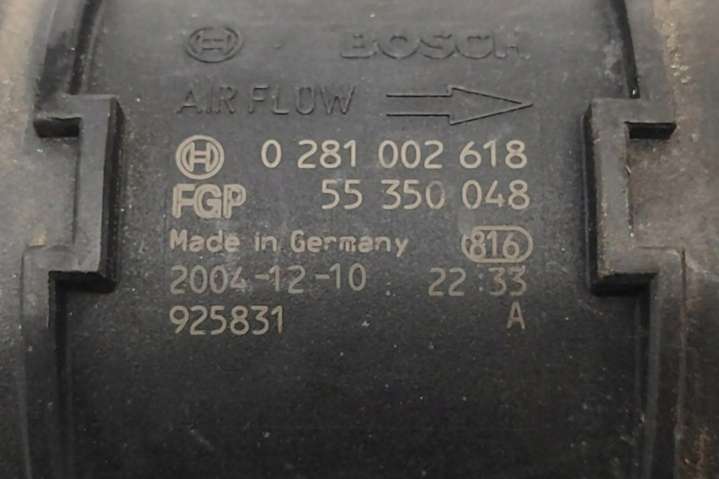 BOSCH
AIR FLOW
0 281 002 618
FGP 55 350 048
Made in Germany 816
2004-12-10 22:33
925831 A